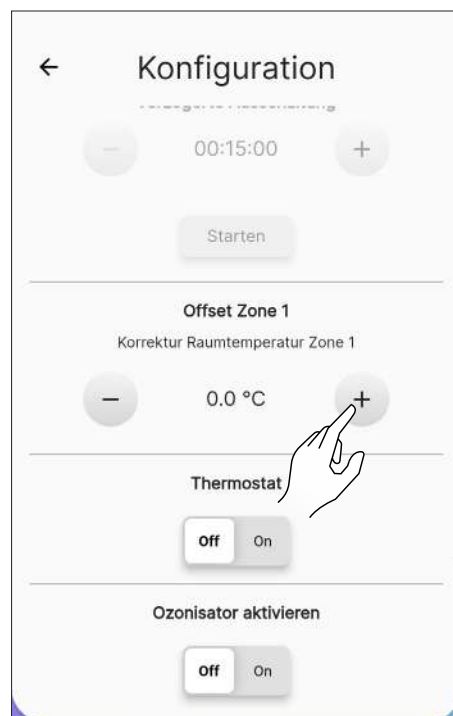 Konfiguration
00:15:00
Starten
Offset Zone 1
Korrektur Raumtemperatur Zone 1
0.0 °C
Thermostat
Off On
Ozonisator aktivieren
Off On